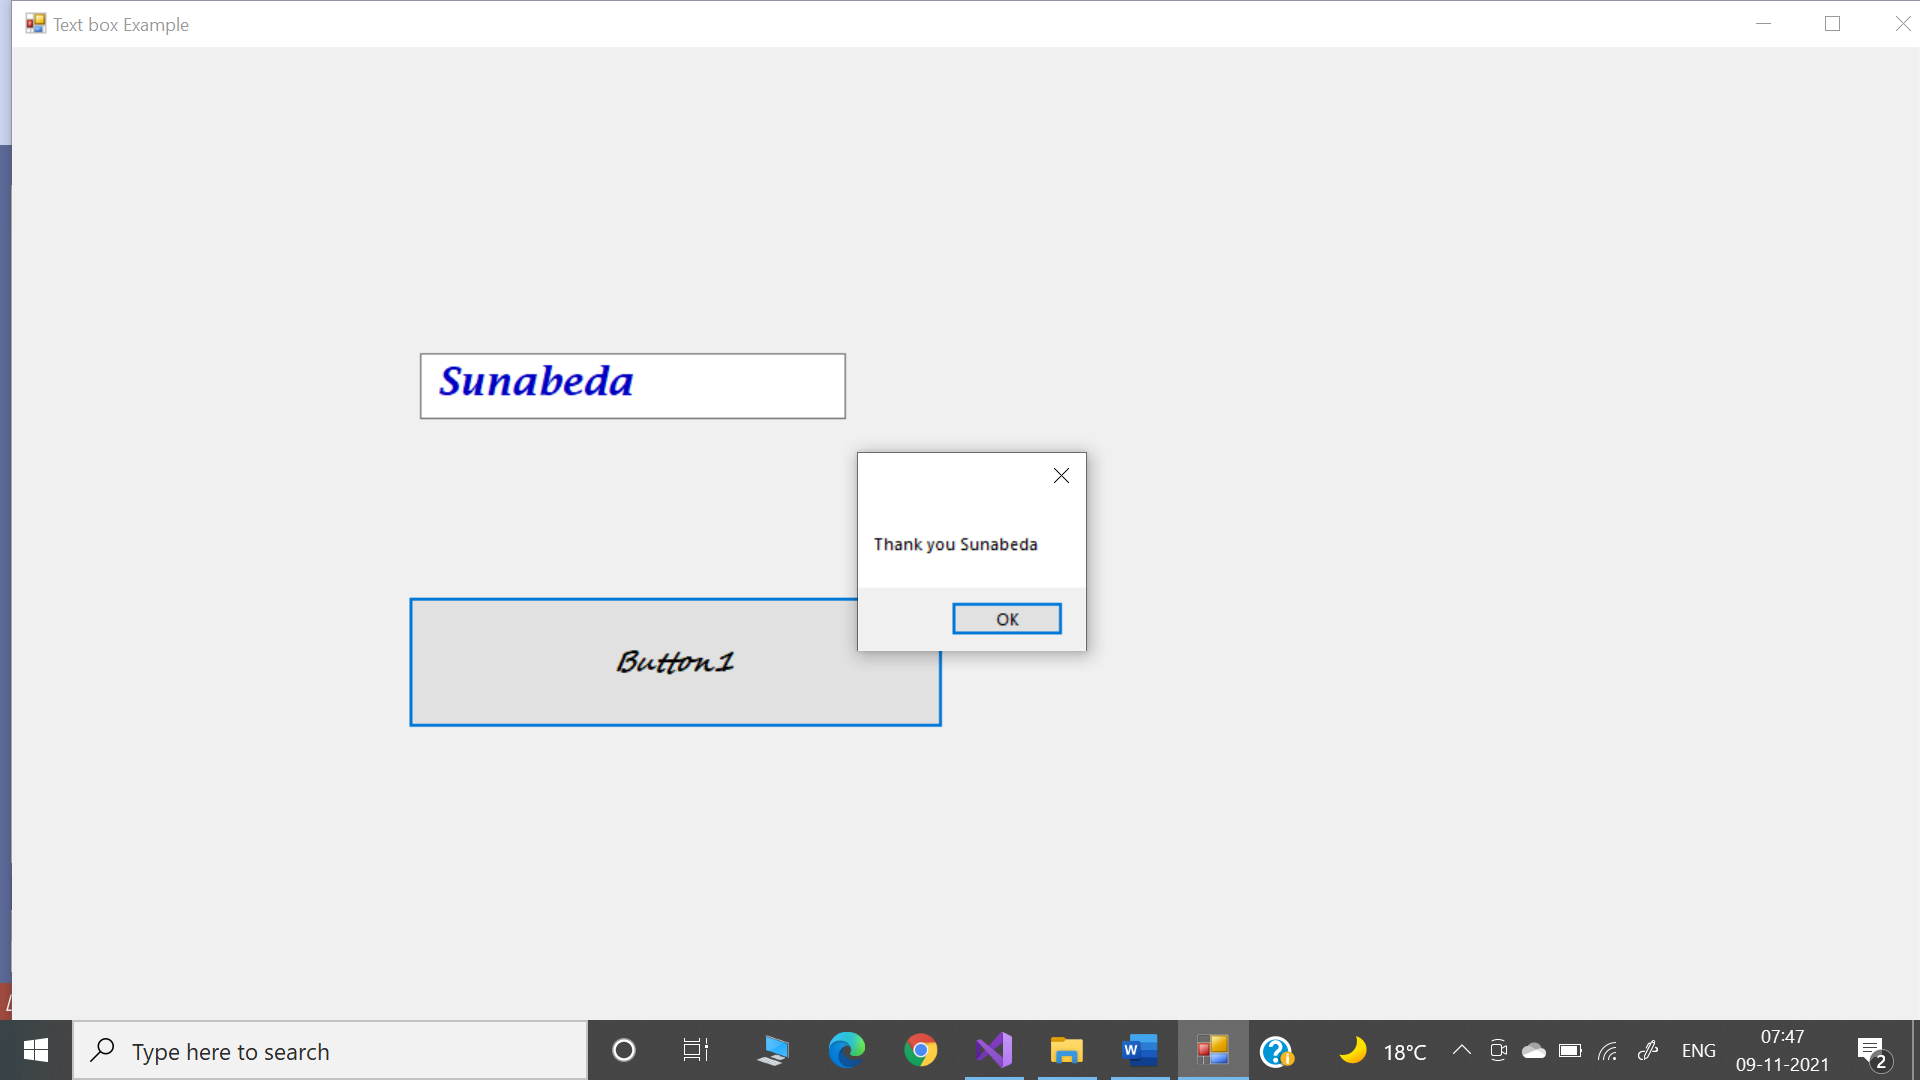 Text box Example
Sunabeda
Thank you Sunabeda
OK
Button1
Type here to search
18°C
ENG
07:47
09-11-2021
2